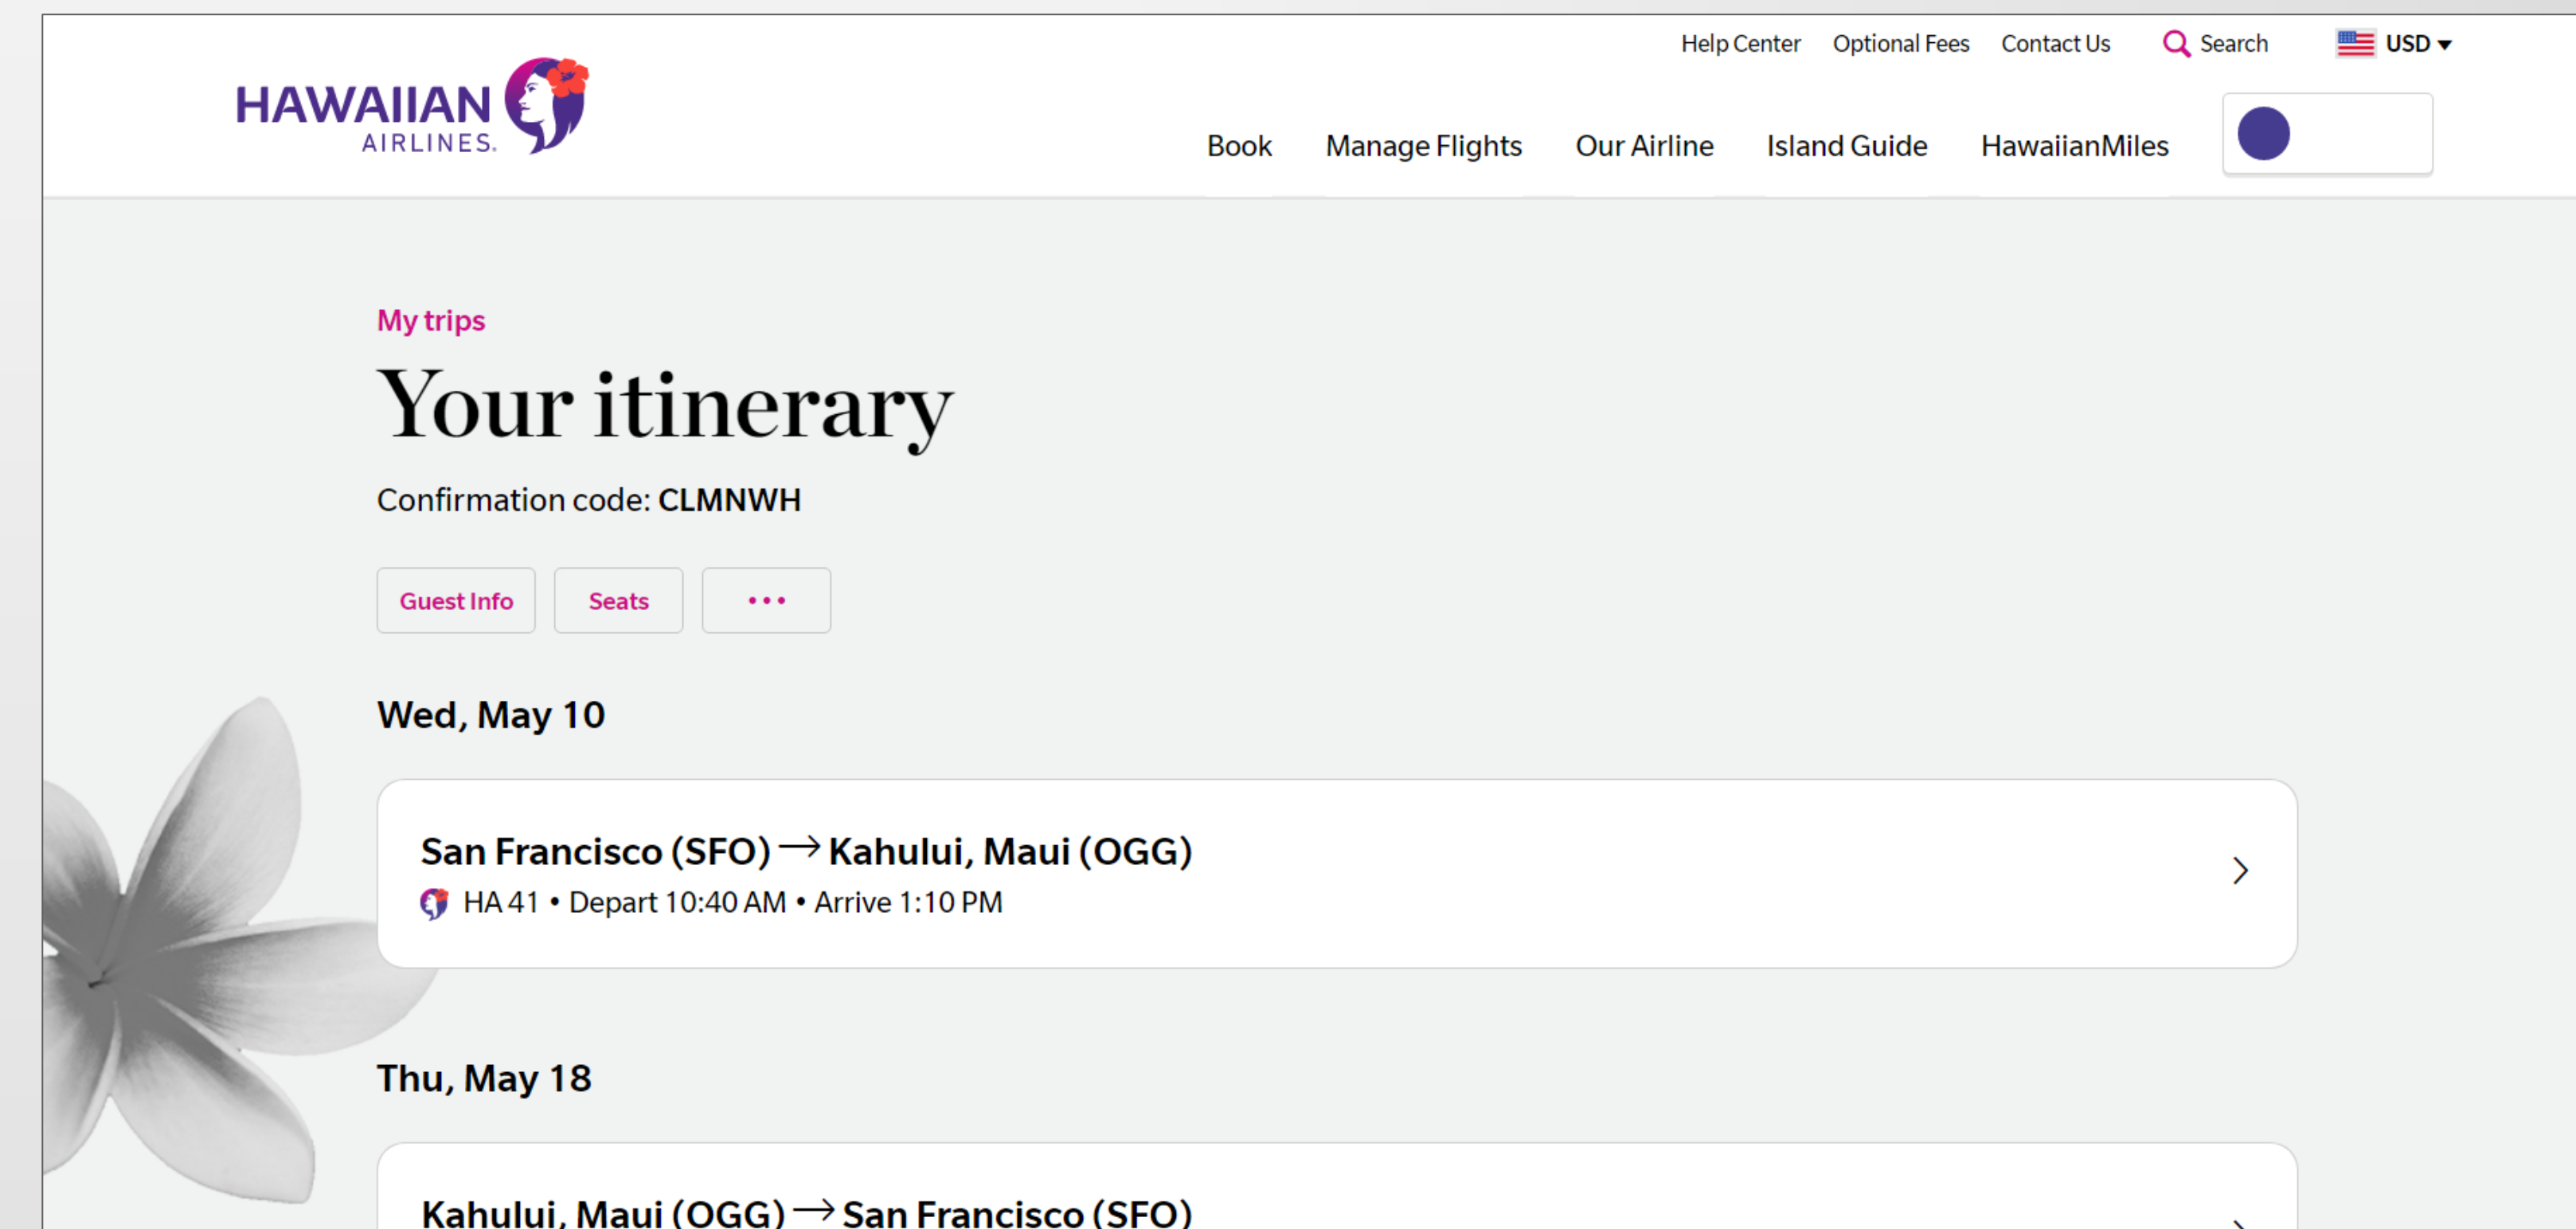 Help Center Optional Fees Contact Us Search USD
HAWAIIAN
AIRLINES.
Book Manage Flights Our Airline Island Guide HawaiianMiles
My trips
Your itinerary
Confirmation code: CLMNWH
Guest Info Seats •••
Wed, May 10
San Francisco (SFO) → Kahului, Maui (OGG)
HA 41 • Depart 10:40 AM • Arrive 1:10 PM
Thu, May 18
Kahului, Maui (OGG) → San Francisco (SFO)